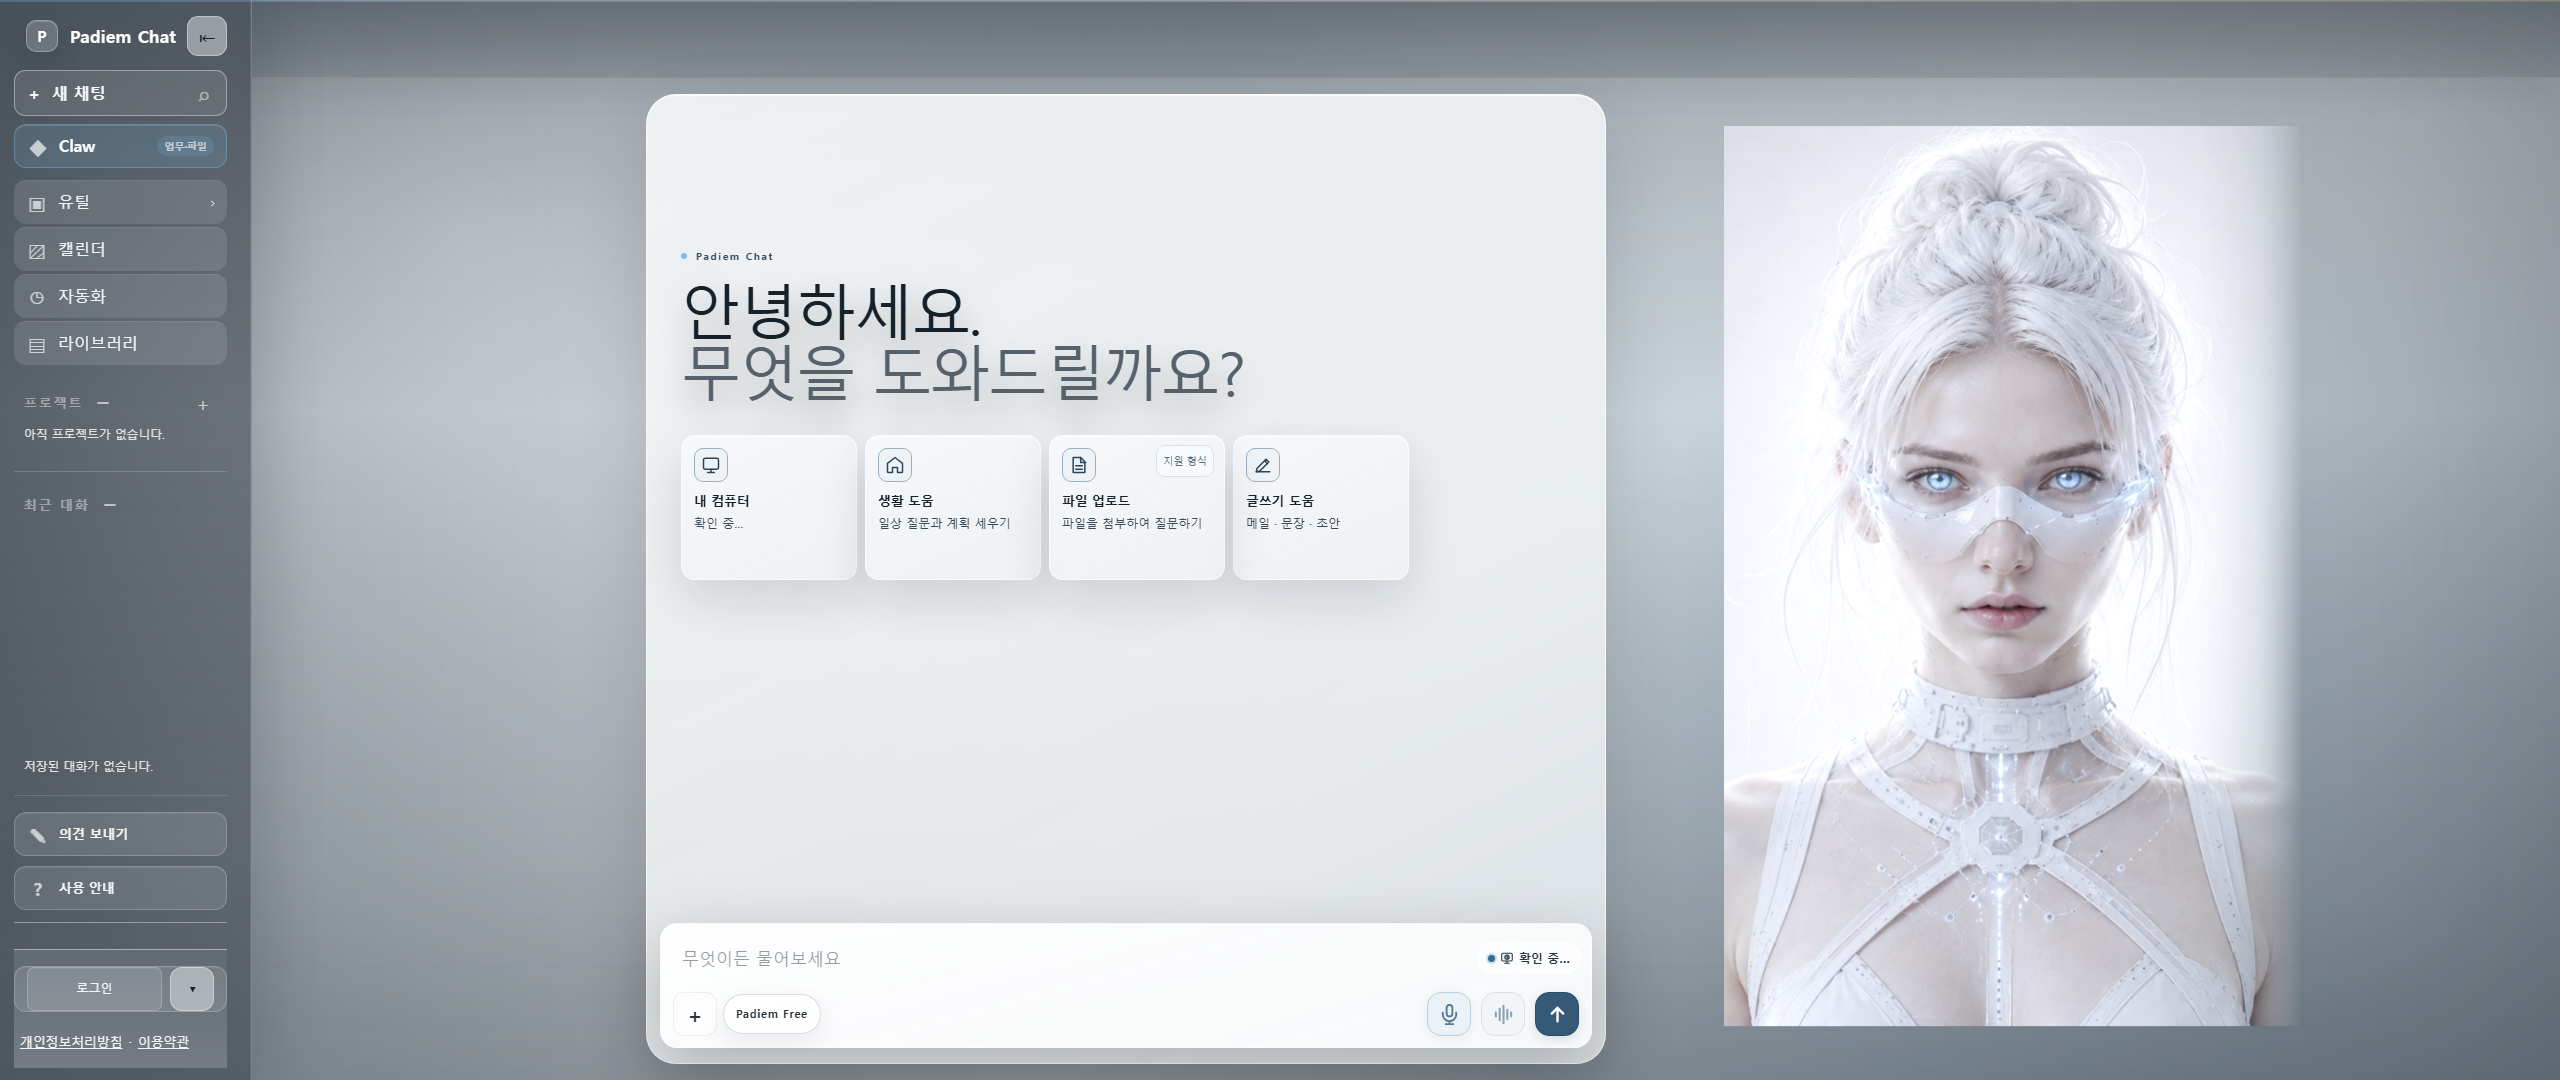 P Padiem Chat
+ 새 채팅
Claw 업무·파일
유틸
캘린더
자동화
라이브러리
프로젝트
아직 프로젝트가 없습니다.
최근 대화
저장된 대화가 없습니다.
의견 보내기
? 사용 안내
로그인
개인정보처리방침 · 이용약관
Padiem Chat
안녕하세요.
무엇을 도와드릴까요?
내 컴퓨터
확인 중...
생활 도움
일상 질문과 계획 세우기
지원 형식
파일 업로드
파일을 첨부하여 질문하기
글쓰기 도움
메일 · 문장 · 초안
무엇이든 물어보세요
확인 중...
+ Padiem Free